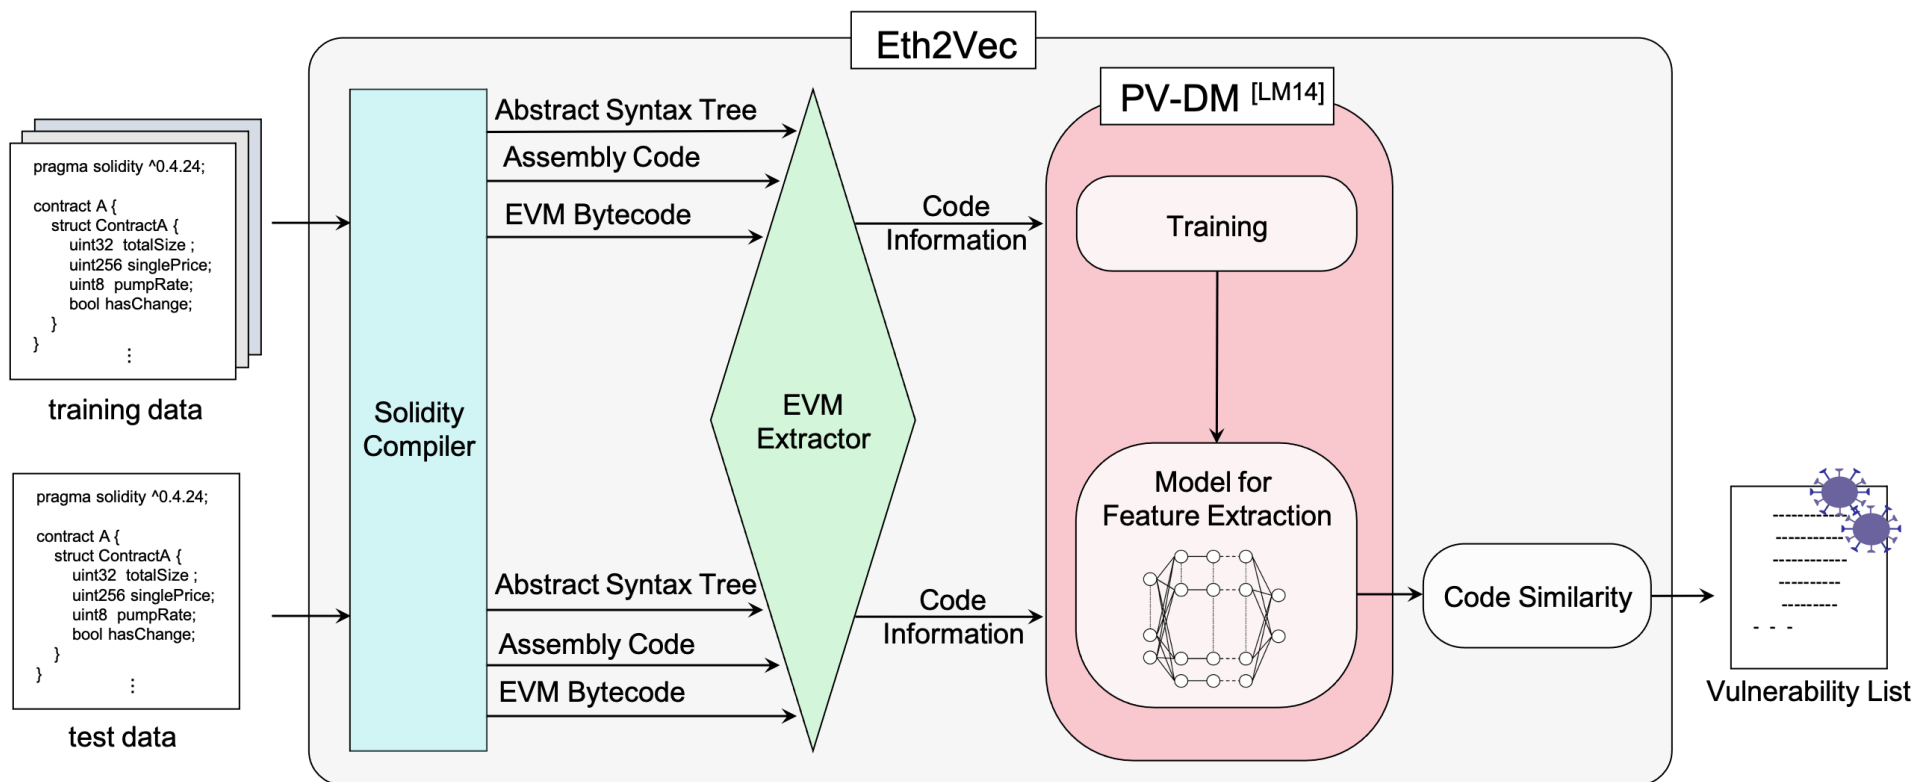 Eth2Vec
PV-DM [LM14]
pragma solidity ^0.4.24;
contract A {
struct ContractA {
uint32 totalSize ;
uint256 singlePrice;
uint8 pumpRate;
bool hasChange;
}
}
⋮
training data
pragma solidity ^0.4.24;
contract A {
struct ContractA {
uint32 totalSize ;
uint256 singlePrice;
uint8 pumpRate;
bool hasChange;
}
}
⋮
test data
Solidity
Compiler
Abstract Syntax Tree
Assembly Code
EVM Bytecode
Abstract Syntax Tree
Assembly Code
EVM Bytecode
EVM
Extractor
Code
Information
Code
Information
Training
Model for
Feature Extraction
Code Similarity
Vulnerability List